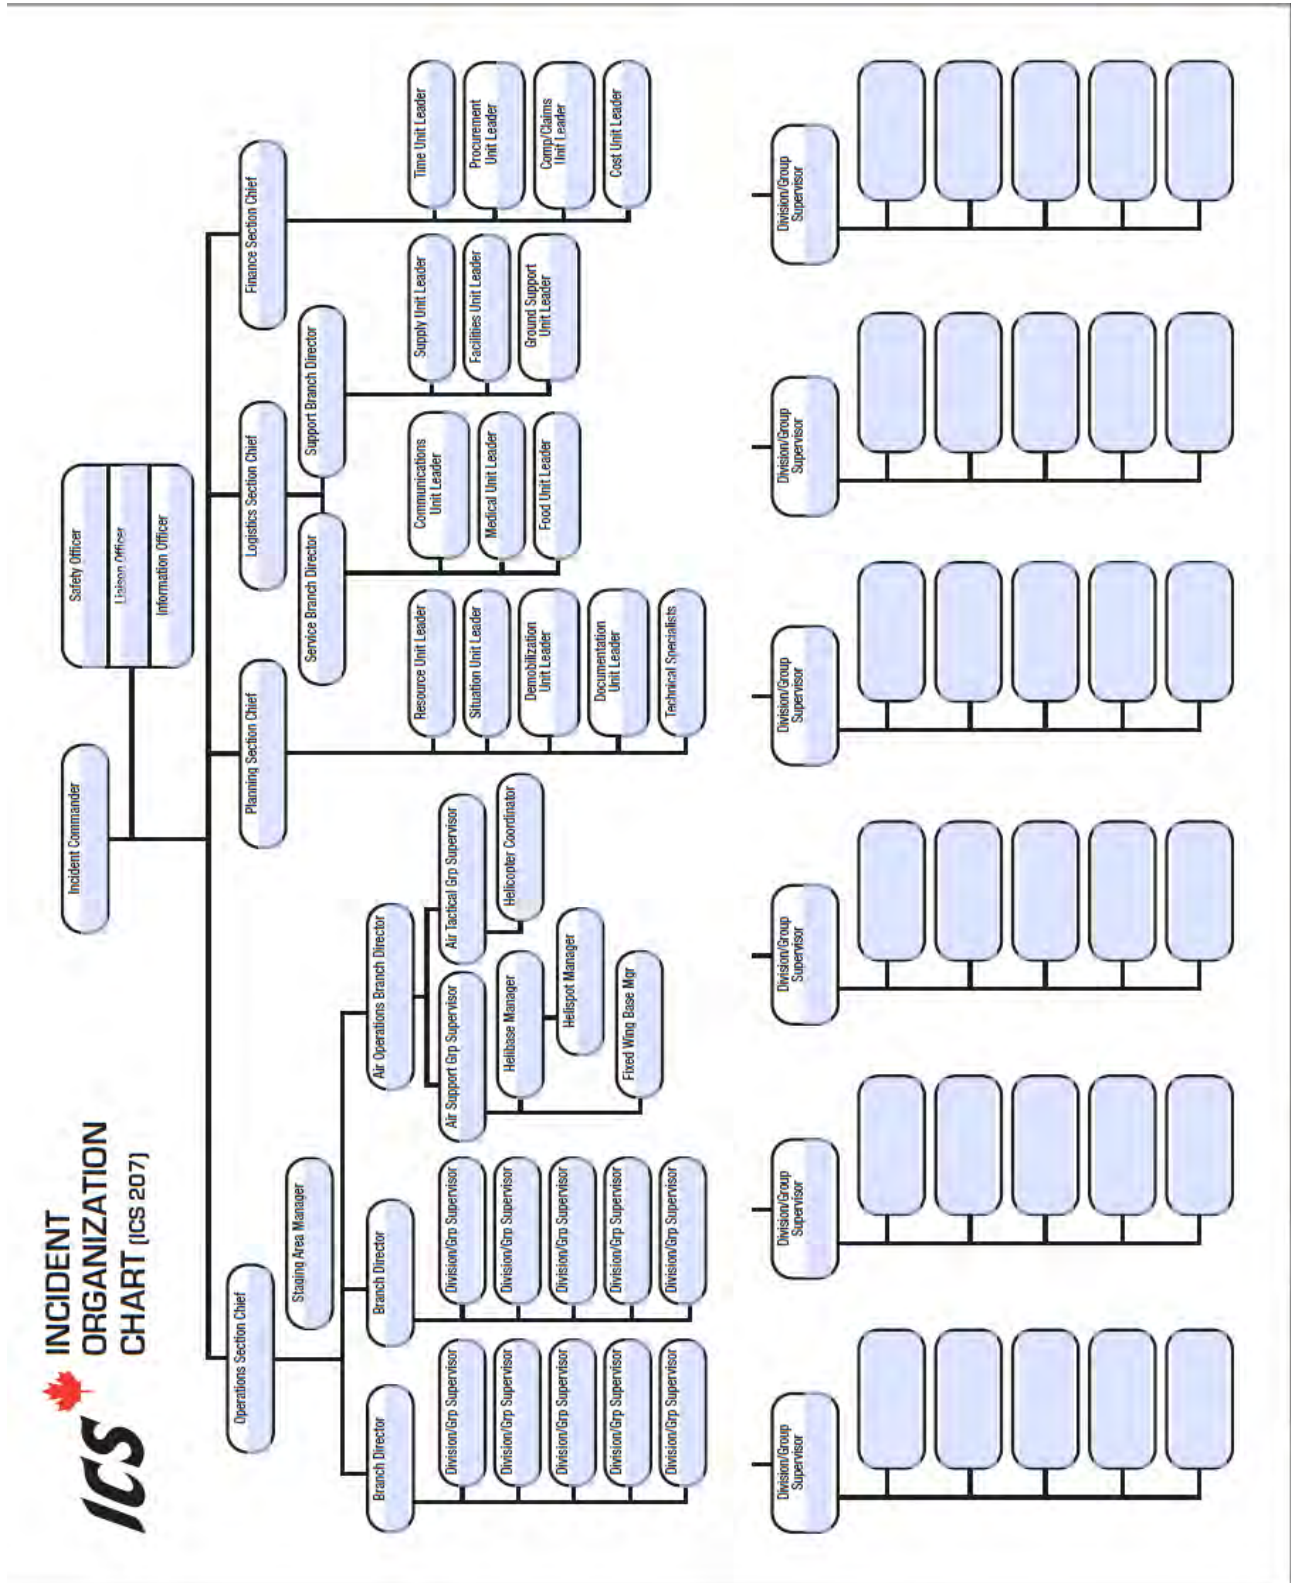 ICS
INCIDENT
ORGANIZATION
CHART (ICS 207)
Incident Commander
Safety Officer
Liaison Officer
Information Officer
Operations Section Chief
Planning Section Chief
Logistics Section Chief
Finance Section Chief
Staging Area Manager
Service Branch Director
Support Branch Director
Branch Director
Branch Director
Air Operations Branch Director
Division/Grp Supervisor
Division/Grp Supervisor
Division/Grp Supervisor
Division/Grp Supervisor
Division/Grp Supervisor
Division/Grp Supervisor
Division/Grp Supervisor
Division/Grp Supervisor
Division/Grp Supervisor
Division/Grp Supervisor
Air Support Grp Supervisor
Air Tactical Grp Supervisor
Helibase Manager
Helicopter Coordinator
Helispot Manager
Fixed Wing Base Mgr
Resource Unit Leader
Situation Unit Leader
Demobilization
Unit Leader
Documentation
Unit Leader
Technical Specialists
Communications
Unit Leader
Medical Unit Leader
Food Unit Leader
Supply Unit Leader
Facilities Unit Leader
Ground Support
Unit Leader
Time Unit Leader
Procurement
Unit Leader
Comp/Claims
Unit Leader
Cost Unit Leader
Division/Group
Supervisor
Division/Group
Supervisor
Division/Group
Supervisor
Division/Group
Supervisor
Division/Group
Supervisor
Division/Group
Supervisor